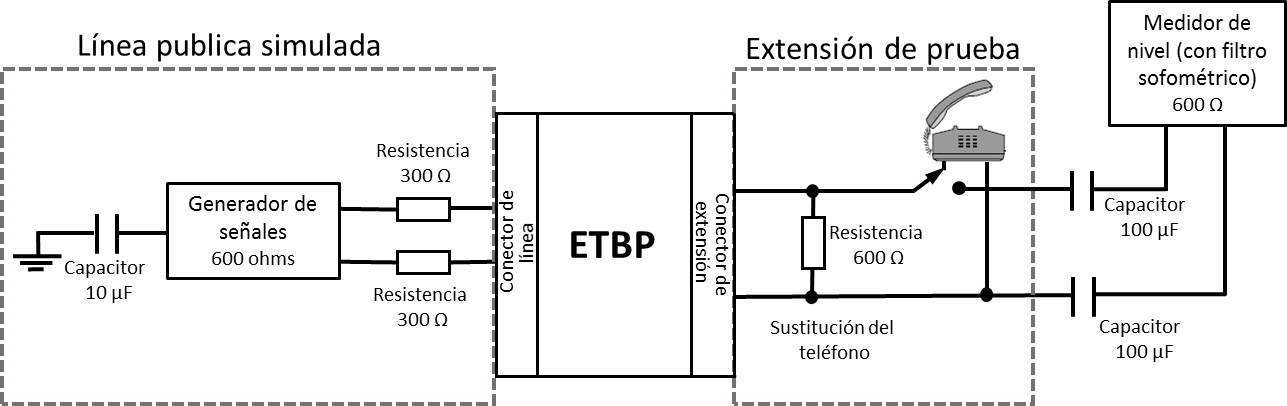 Línea publica simulada
Extensión de prueba
Medidor de
nivel (con filtro
sofométrico)
600 Ω
Resistencia
300 Ω
Generador de
señales
600 ohms
Capacitor
10 µF
Resistencia
300 Ω
Conector de
línea
ETBP
Conector de
extensión
Resistencia
600 Ω
Sustitución del
teléfono
Capacitor
100 µF
Capacitor
100 µF